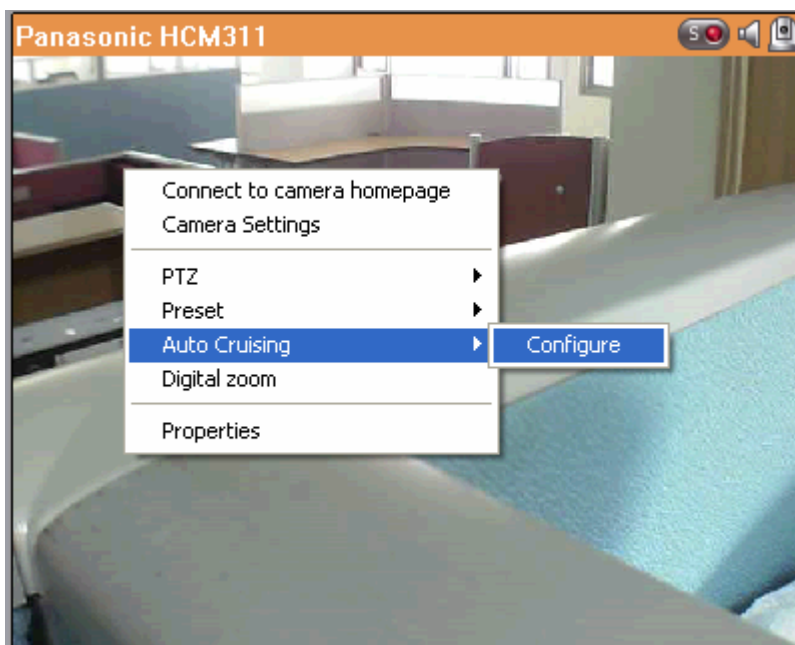 Panasonic HCM311
S
Connect to camera homepage
Camera Settings
PTZ
Preset
Auto Cruising
Configure
Digital zoom
Properties